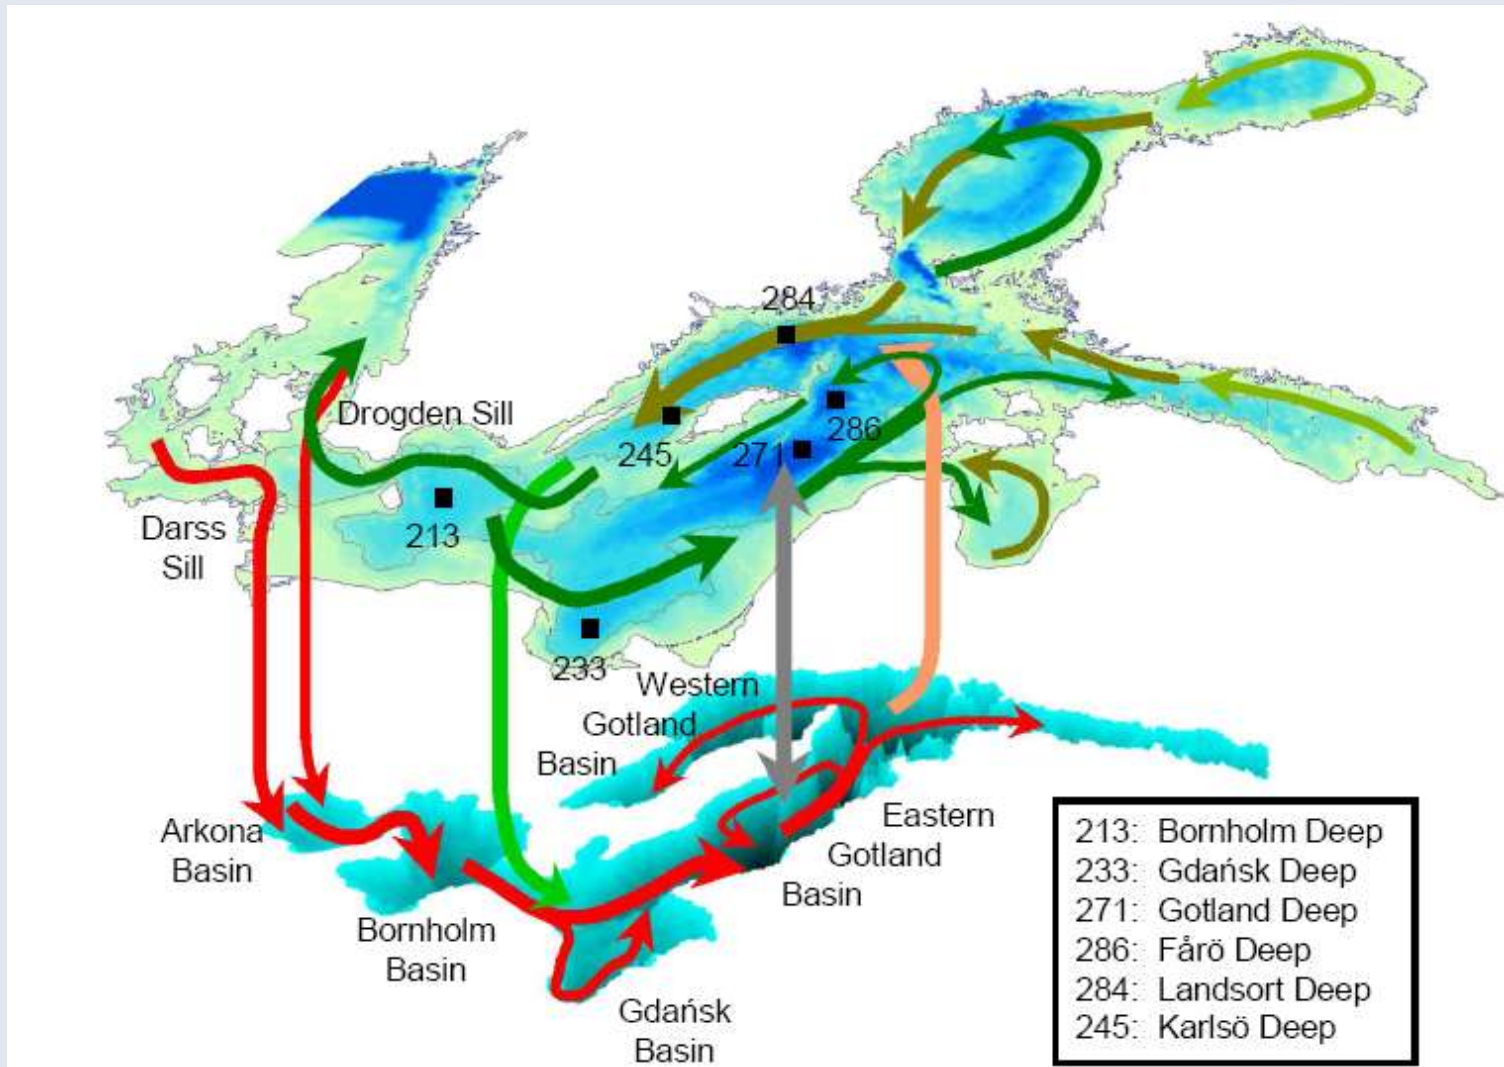 284
Drogden Sill
286
245
271
Darss
Sill
213
233
Western
Gotland
Basin
Eastern
Gotland
Basin
Arkona
Basin
Bornholm
Basin
Gdańsk
Basin
213: Bornholm Deep
233: Gdańsk Deep
271: Gotland Deep
286: Fårö Deep
284: Landsort Deep
245: Karlsö Deep